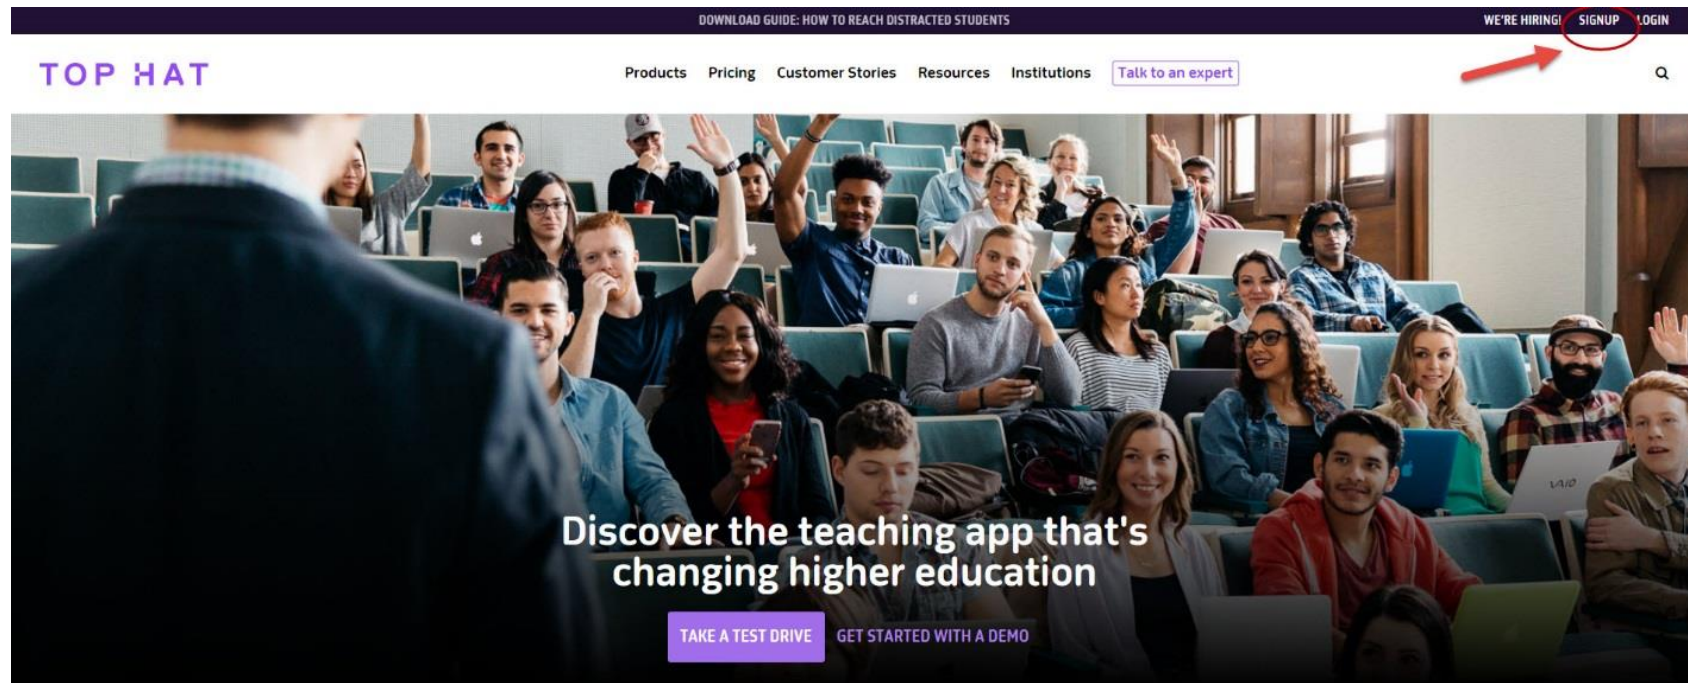 DOWNLOAD GUIDE: HOW TO REACH DISTRACTED STUDENTS
WE'RE HIRING! SIGNUP LOGIN
TOP HAT
Products Pricing Customer Stories Resources Institutions Talk to an expert
VAIO
Discover the teaching app that's
changing higher education
TAKE A TEST DRIVE GET STARTED WITH A DEMO